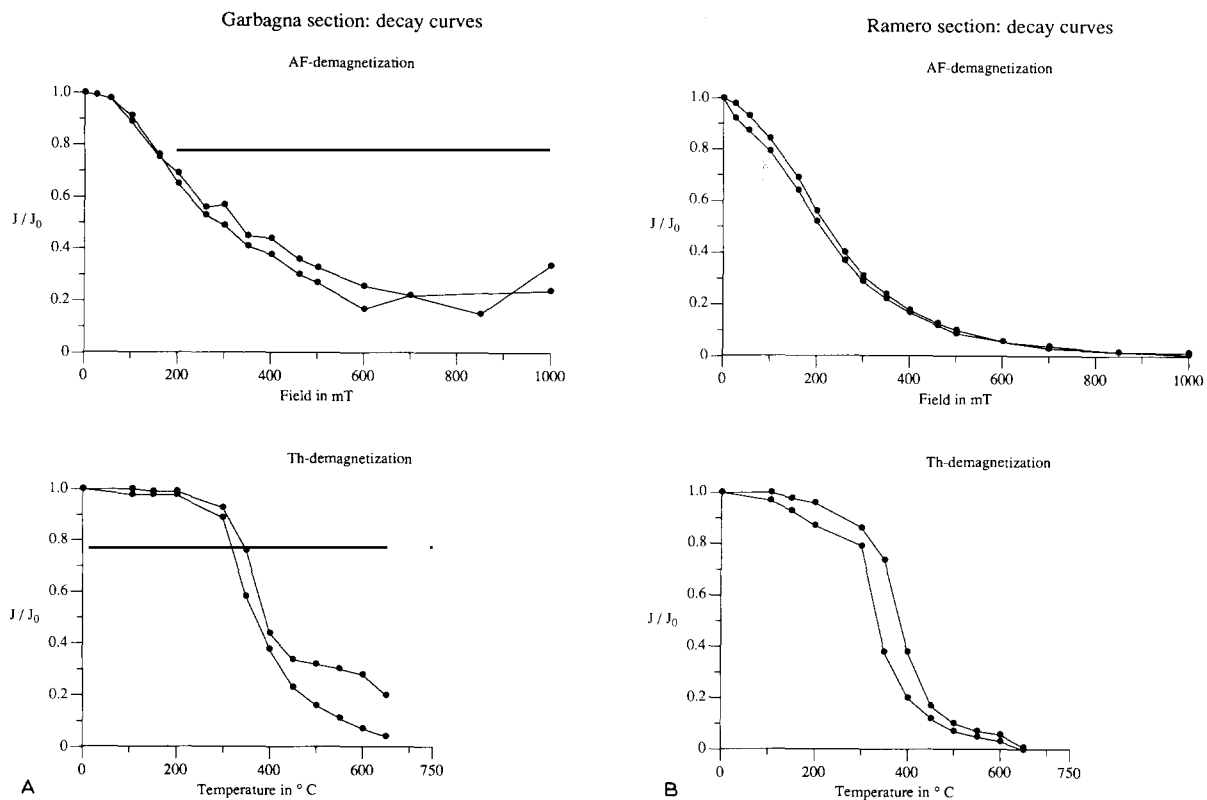 Garbagna section: decay curves
AF-demagnetization
1.0
0.8
0.6
J / J₀
0.4
0.2
0
0 200 400 600 800 1000
Field in mT
Th-demagnetization
1.0
0.8
0.6
J / J₀
0.4
0.2
0
0 200 400 600 750
A
Temperature in ° C
Ramero section: decay curves
AF-demagnetization
1.0
0.8
0.6
J / J₀
0.4
0.2
0
0 200 400 600 800 1000
Field in mT
Th-demagnetization
1.0
0.8
0.6
J / J₀
0.4
0.2
0
0 200 400 600 750
B
Temperature in ° C